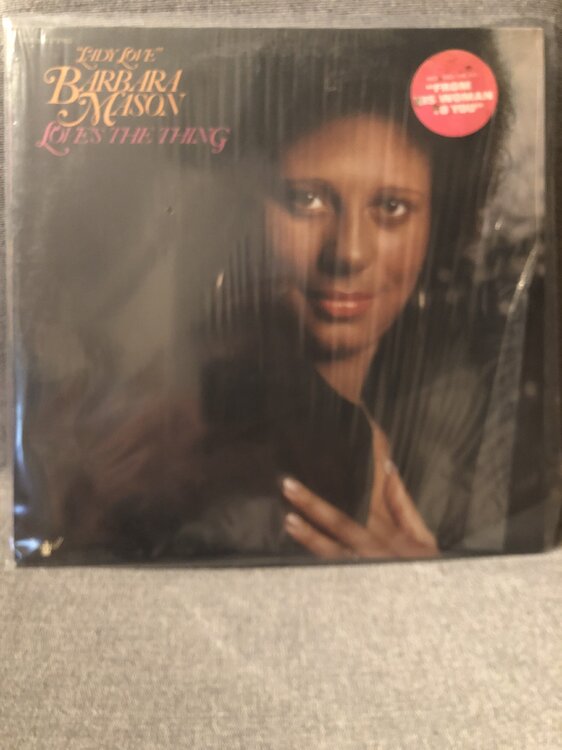 "LADY LOVE"
BARBARA
MASON
LOVE'S THE THING
"FROM
WOMAN
YOU"